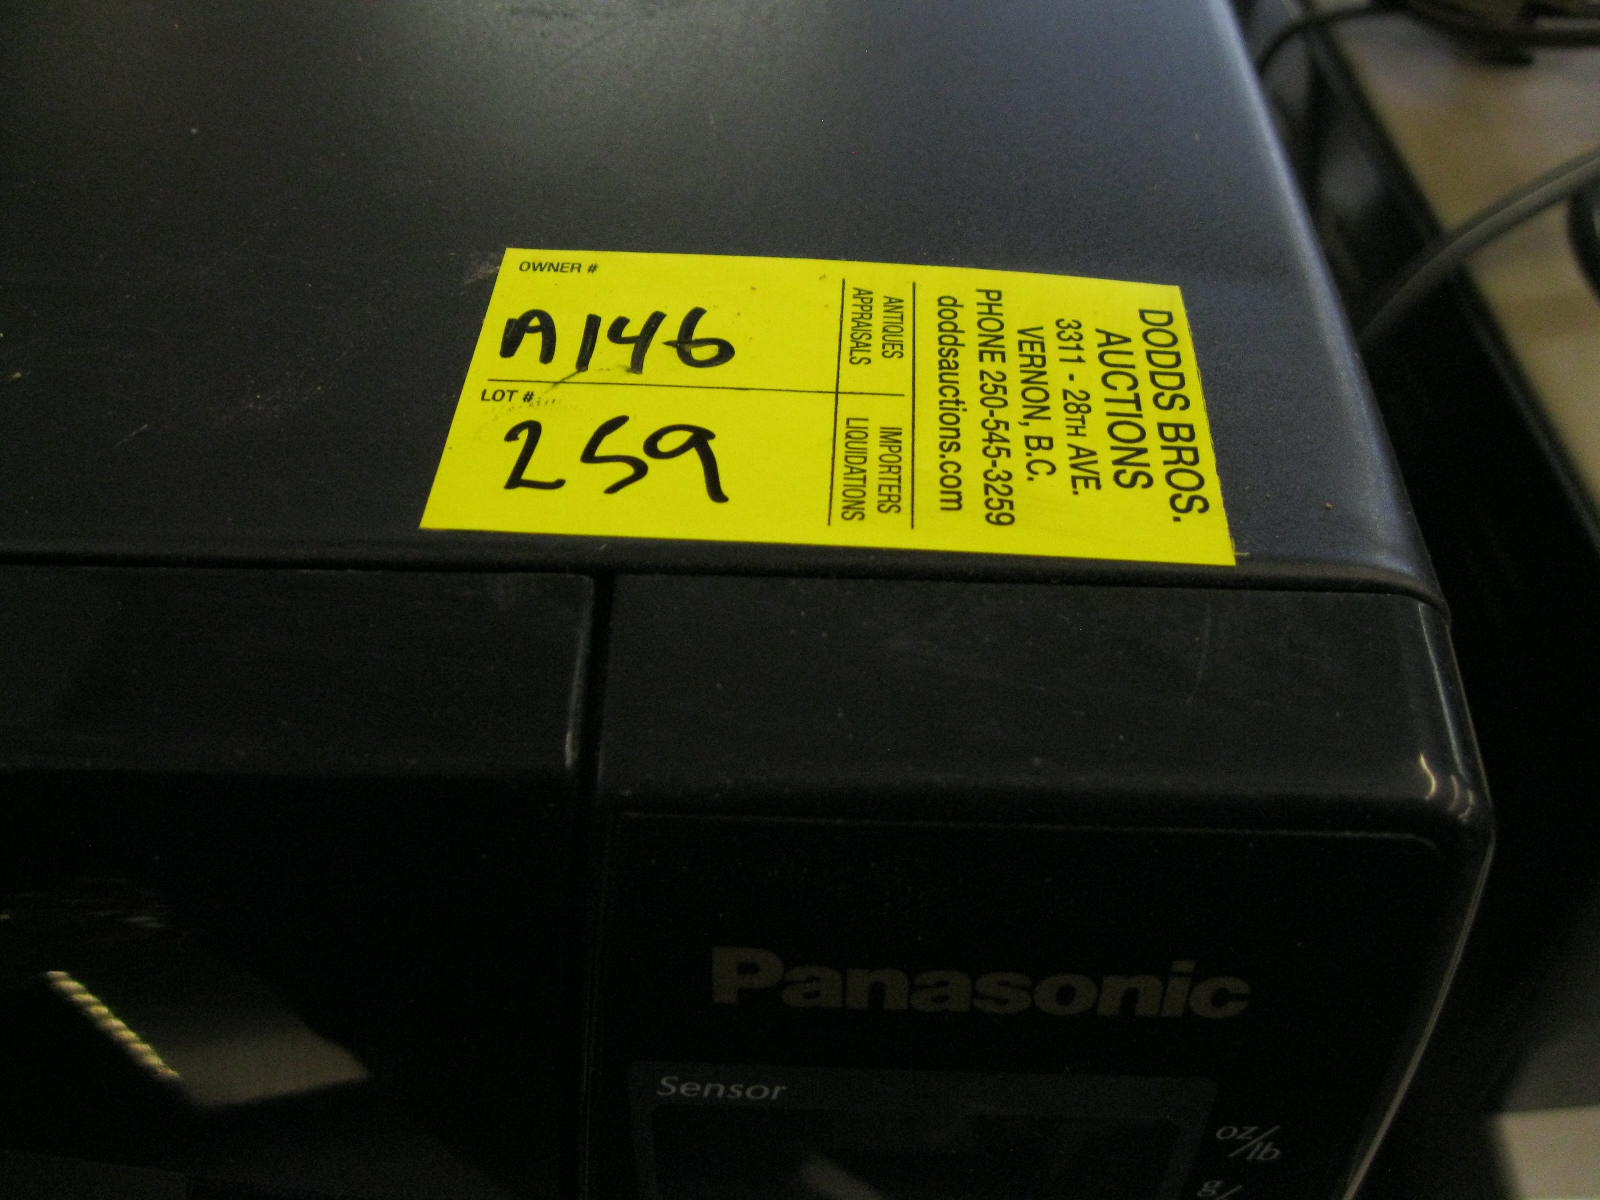 OWNER #
A146
LOT #
259
ANTIQUES
APPRAISALS
IMPORTERS
LIQUIDATIONS
DODDS BROS.
AUCTIONS
3311 - 28TH AVE.
VERNON, B.C.
PHONE 250-545-3259
doddsauctions.com
Panasonic
Sensor
oz/lb
g/